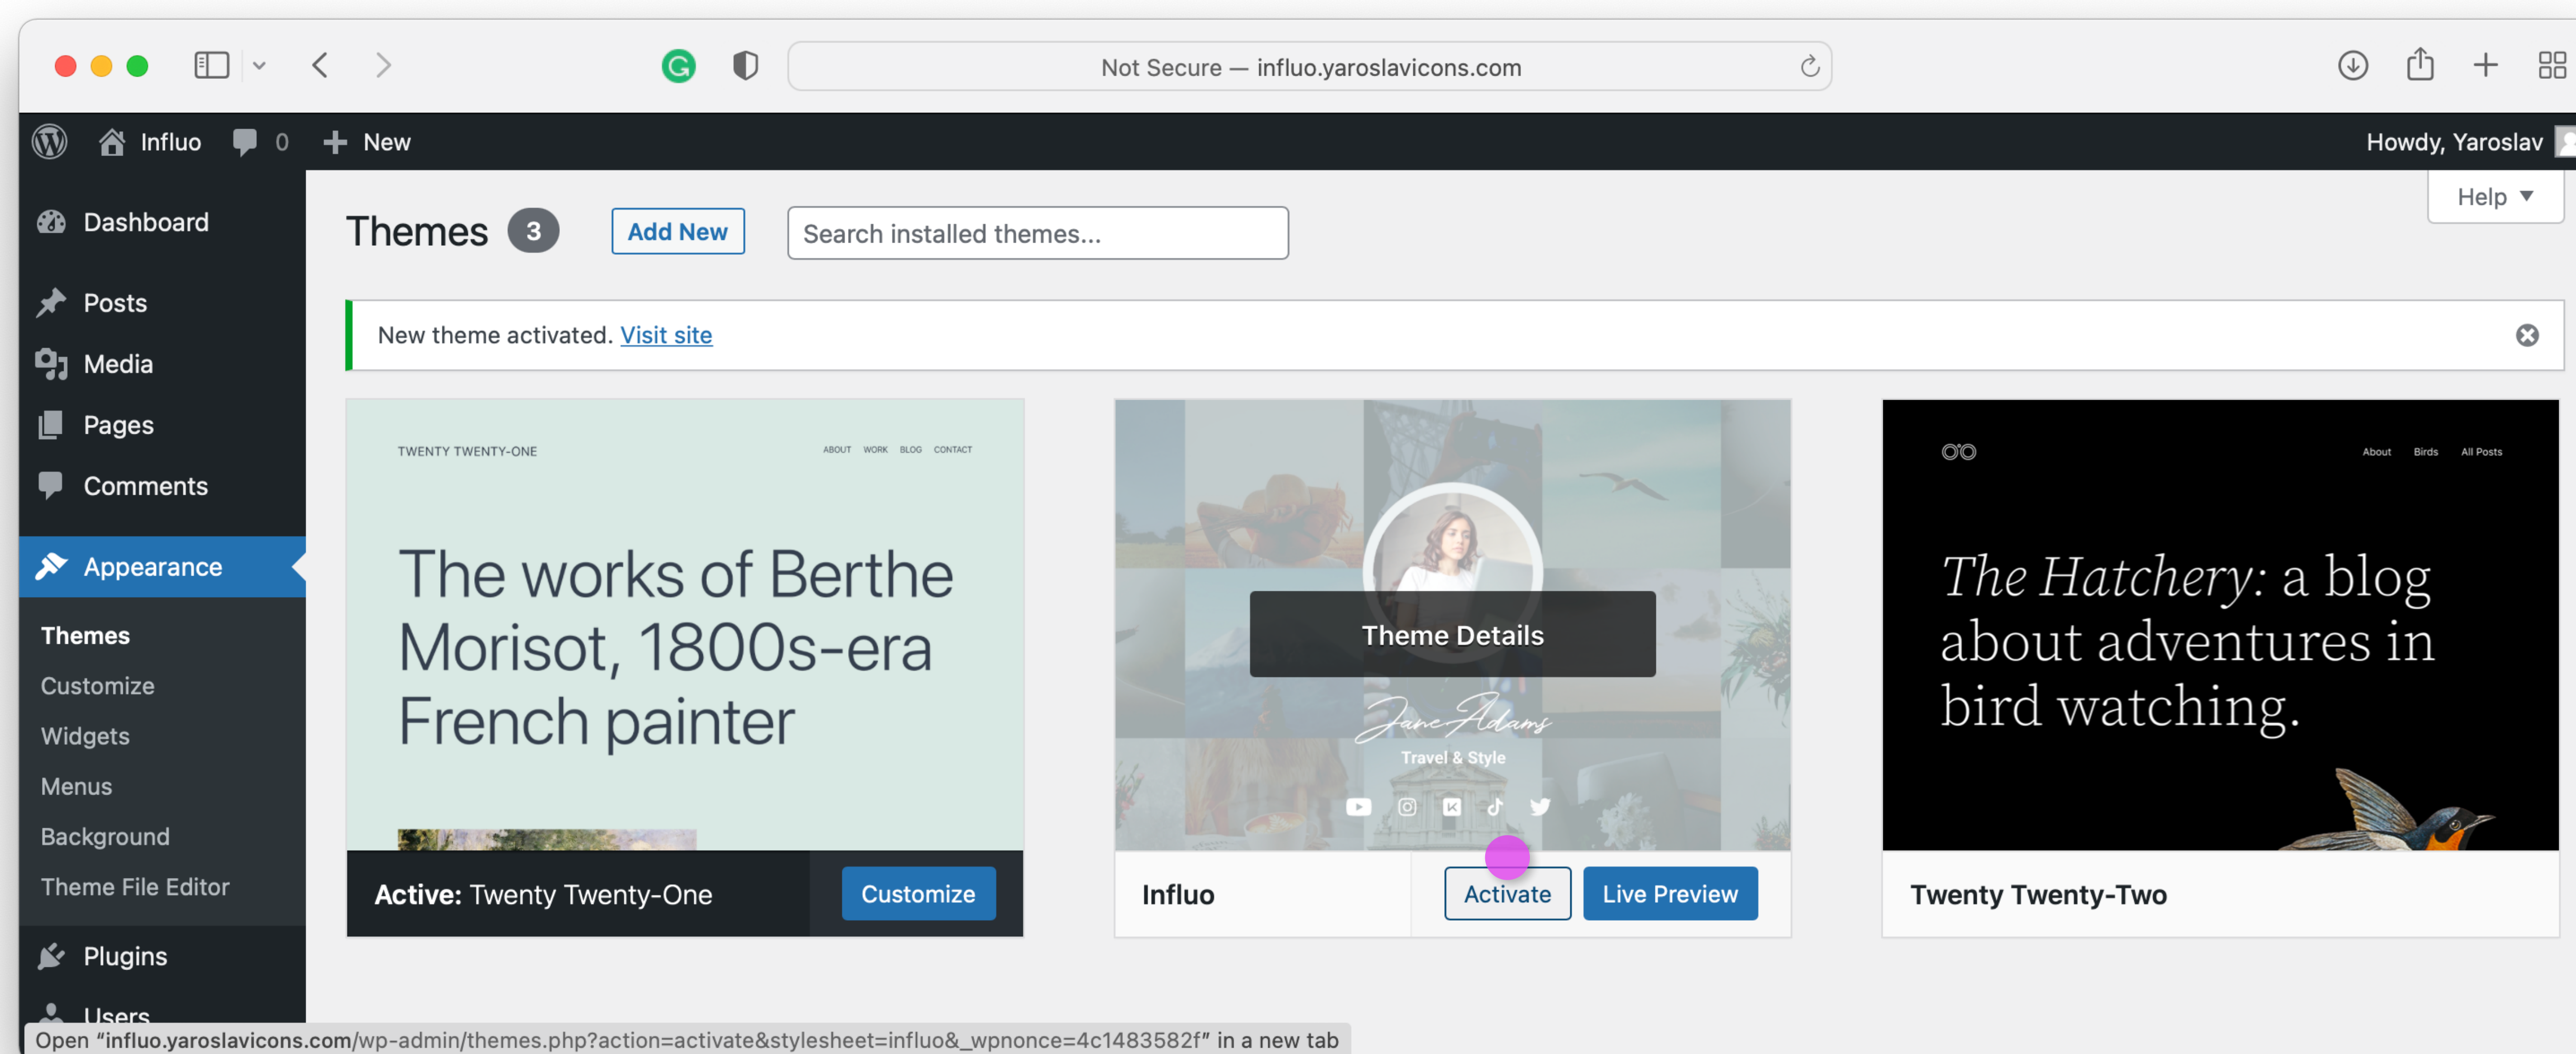 Not Secure — influo.yaroslavicons.com
Influo 0 New
Howdy, Yaroslav
Help
Dashboard
Posts
Media
Pages
Comments
Appearance
Themes
Customize
Widgets
Menus
Background
Theme File Editor
Plugins
Users
Themes 3 Add New Search installed themes...
New theme activated. Visit site
TWENTY TWENTY-ONE
ABOUT WORK BLOG CONTACT
The works of Berthe
Morisot, 1800s-era
French painter
Active: Twenty Twenty-One Customize
Theme Details
Jane Adams
Travel & Style
Influo Activate Live Preview
About Birds All Posts
The Hatchery: a blog
about adventures in
bird watching.
Twenty Twenty-Two
Open “influo.yaroslavicons.com/wp-admin/themes.php?action=activate&stylesheet=influo&_wpnonce=4c1483582f” in a new tab